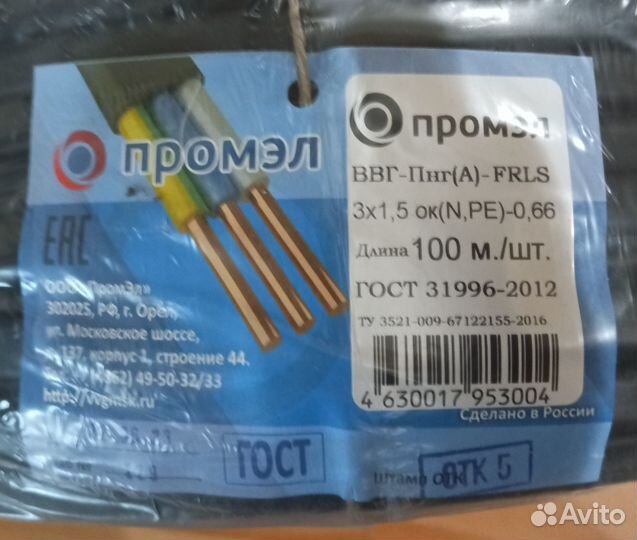 промэл
ЕАС
ООО «ПромЭл»
302025, РФ, г. Орел,
ул. Московское шоссе,
137, корпус 1, строение 44.
49-50-32/33
ГОСТ
промэл
ВВГ-Пнг(А)-FRLS
3х1,5 ок(N,PE)-0,66
Длина 100 м./шт.
ГОСТ 31996-2012
ТУ 3521-009-67122155-2016
4 630017 953004
Сделано в России
Штамп ОТК
ОТК 5
Avito